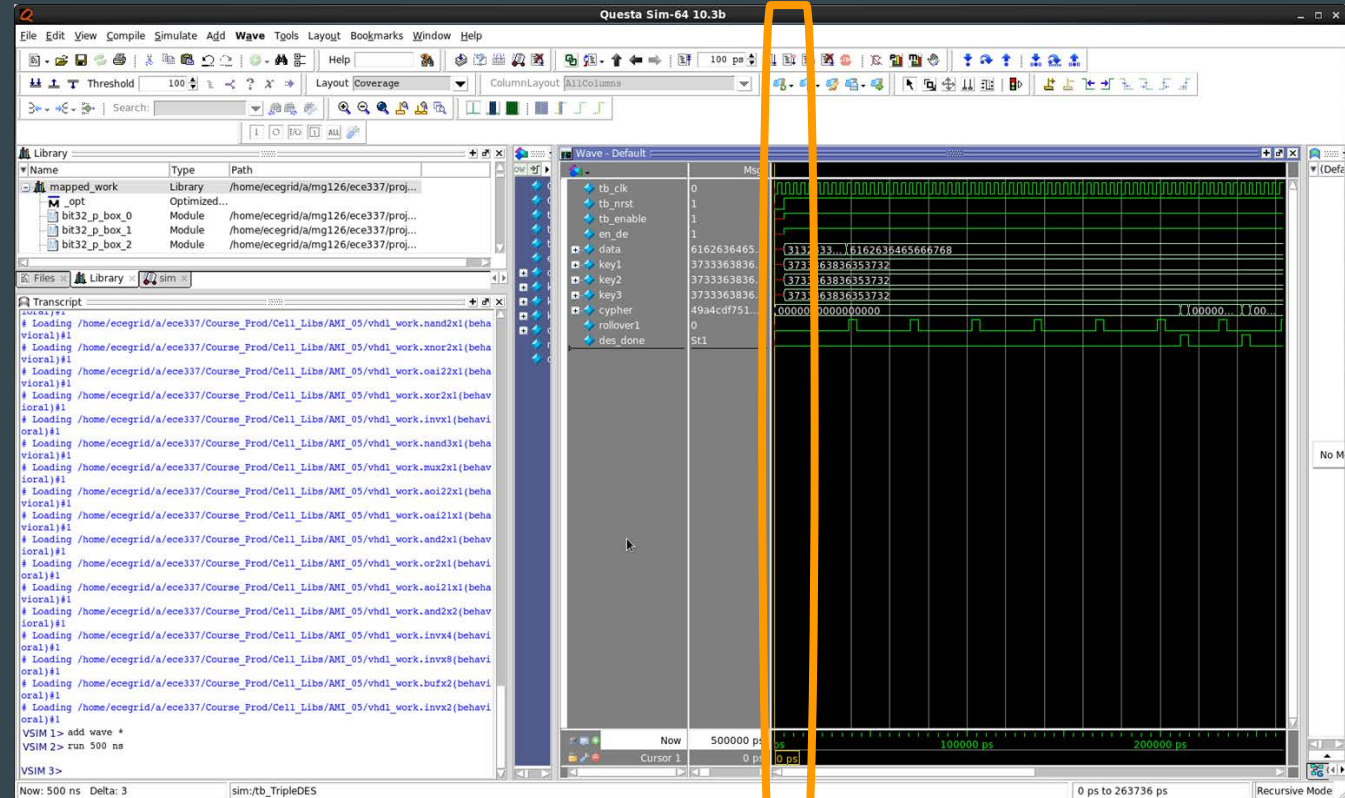 Questa Sim-64 10.3b
File Edit View Compile Simulate Add Wave Tools Layout Bookmarks Window Help
Help
100 ps
Threshold 100 Layout Coverage ColumnLayout AllColumns
Search:
ALL
Library
Name Type Path
mapped_work Library /home/ecegrid/a/mg126/ece337/proj...
_opt Optimized...
bit32_p_box_0 Module /home/ecegrid/a/mg126/ece337/proj...
bit32_p_box_1 Module /home/ecegrid/a/mg126/ece337/proj...
bit32_p_box_2 Module /home/ecegrid/a/mg126/ece337/proj...
Files Library sim
Transcript
# Loading /home/ecegrid/a/ece337/Course_Prod/Cell_Libs/AMI_05/vhdl_work.nand2x1(beha
vioral)#1
# Loading /home/ecegrid/a/ece337/Course_Prod/Cell_Libs/AMI_05/vhdl_work.xnor2x1(beha
vioral)#1
# Loading /home/ecegrid/a/ece337/Course_Prod/Cell_Libs/AMI_05/vhdl_work.oai22x1(beha
vioral)#1
# Loading /home/ecegrid/a/ece337/Course_Prod/Cell_Libs/AMI_05/vhdl_work.xor2x1(behav
ioral)#1
# Loading /home/ecegrid/a/ece337/Course_Prod/Cell_Libs/AMI_05/vhdl_work.invx1(behavi
oral)#1
# Loading /home/ecegrid/a/ece337/Course_Prod/Cell_Libs/AMI_05/vhdl_work.nand3x1(beha
vioral)#1
# Loading /home/ecegrid/a/ece337/Course_Prod/Cell_Libs/AMI_05/vhdl_work.mux2x1(behav
ioral)#1
# Loading /home/ecegrid/a/ece337/Course_Prod/Cell_Libs/AMI_05/vhdl_work.aoi22x1(beha
vioral)#1
# Loading /home/ecegrid/a/ece337/Course_Prod/Cell_Libs/AMI_05/vhdl_work.oai21x1(beha
vioral)#1
# Loading /home/ecegrid/a/ece337/Course_Prod/Cell_Libs/AMI_05/vhdl_work.and2x1(behav
ioral)#1
# Loading /home/ecegrid/a/ece337/Course_Prod/Cell_Libs/AMI_05/vhdl_work.or2x1(behavi
oral)#1
# Loading /home/ecegrid/a/ece337/Course_Prod/Cell_Libs/AMI_05/vhdl_work.aoi21x1(beha
vioral)#1
# Loading /home/ecegrid/a/ece337/Course_Prod/Cell_Libs/AMI_05/vhdl_work.and2x2(behav
ioral)#1
# Loading /home/ecegrid/a/ece337/Course_Prod/Cell_Libs/AMI_05/vhdl_work.invx4(behavi
oral)#1
# Loading /home/ecegrid/a/ece337/Course_Prod/Cell_Libs/AMI_05/vhdl_work.invx8(behavi
oral)#1
# Loading /home/ecegrid/a/ece337/Course_Prod/Cell_Libs/AMI_05/vhdl_work.bufx2(behavi
oral)#1
# Loading /home/ecegrid/a/ece337/Course_Prod/Cell_Libs/AMI_05/vhdl_work.invx2(behavi
oral)#1
VSIM 1> add wave *
VSIM 2> run 500 ns
VSIM 3>
Wave - Default
Msg
tb_clk 0
tb_nrst 1
tb_enable 1
en_de 1
data 6162636465... 6162636465666768
key1 3733363836...
key2 3733363836...
key3 3733363836...
cypher 49a4cdf751... 00000... 00...
rollover1 0
des_done St1
Now 500000 ps 100000 ps 200000 ps
Cursor 1 0 ps 0 ps
(Defa
No M
Now: 500 ns Delta: 3 sim:/tb_TripleDES 0 ps to 263736 ps Recursive Mode